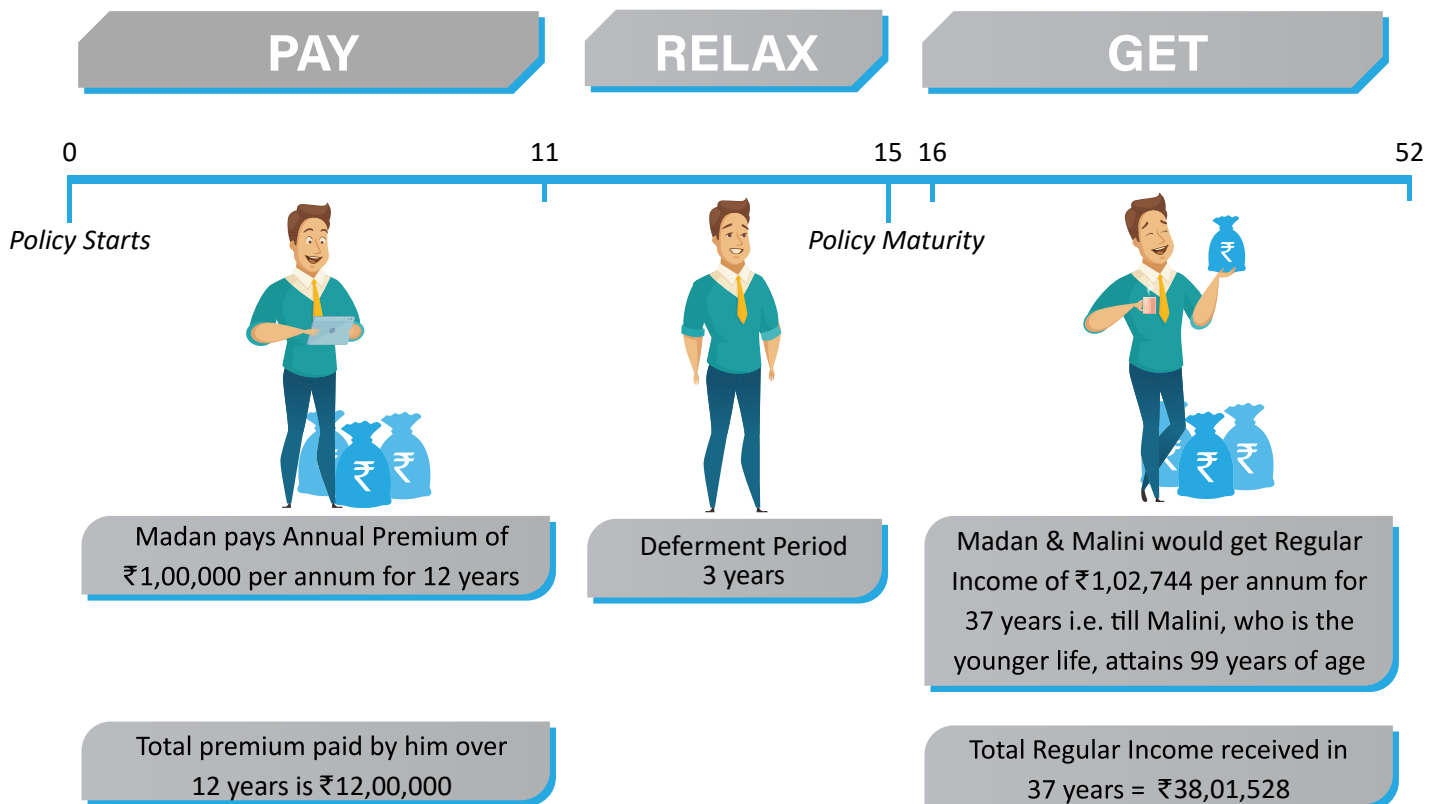 PAY
RELAX
GET
0
11
15
16
52
Policy Starts
Policy Maturity
₹
₹
₹
₹
₹
₹
₹
Madan pays Annual Premium of
₹1,00,000 per annum for 12 years
Deferment Period
3 years
Madan & Malini would get Regular
Income of ₹1,02,744 per annum for
37 years i.e. till Malini, who is the
younger life, attains 99 years of age
Total premium paid by him over
12 years is ₹12,00,000
Total Regular Income received in
37 years = ₹38,01,528